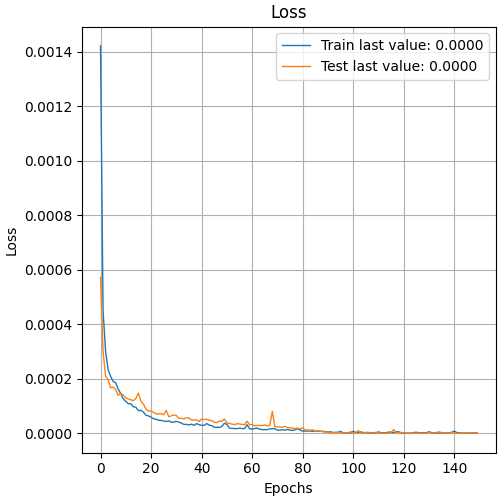 Loss
Train last value: 0.0000
Test last value: 0.0000
Loss
0.0014
0.0012
0.0010
0.0008
0.0006
0.0004
0.0002
0.0000
0 20 40 60 80 100 120 140
Epochs